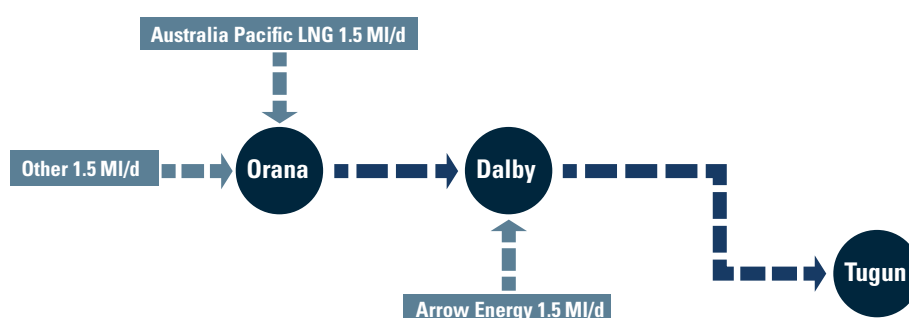 Australia Pacific LNG 1.5 Ml/d
Other 1.5 Ml/d
Orana
Dalby
Tugun
Arrow Energy 1.5 Ml/d